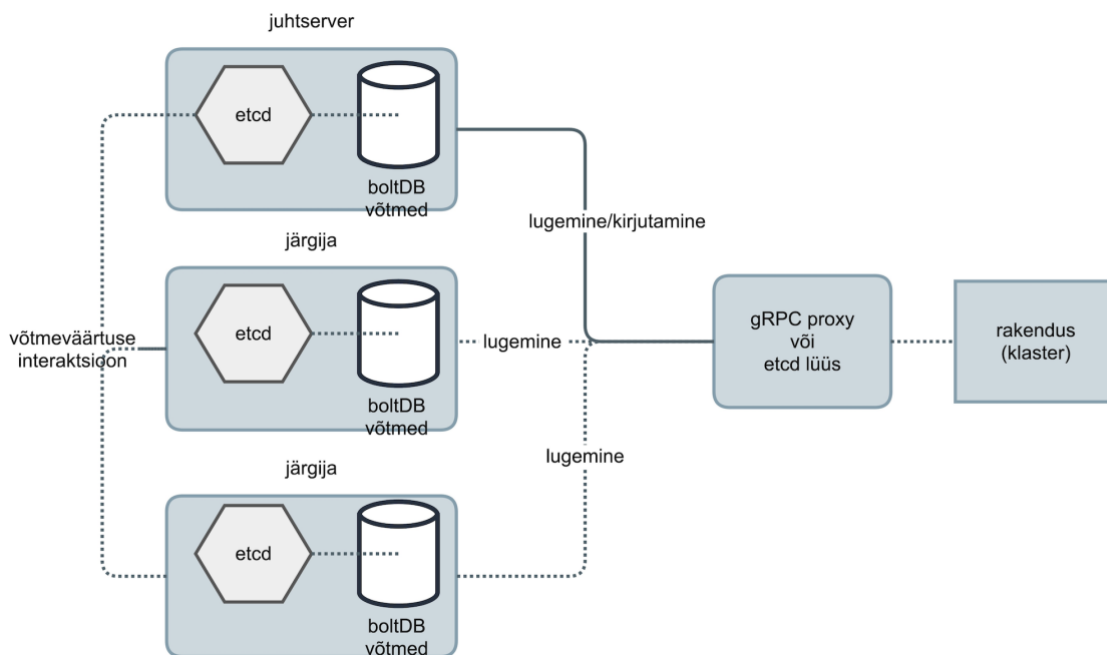 juhtserver
etcd
boltDB
võtmed
lugemine/kirjutamine
järgija
etcd
boltDB
võtmed
võtmeväärtuse
interaktsioon
lugemine
gRPC proxy
või
etcd lüüs
rakendus
(klaster)
lugemine
järgija
etcd
boltDB
võtmed